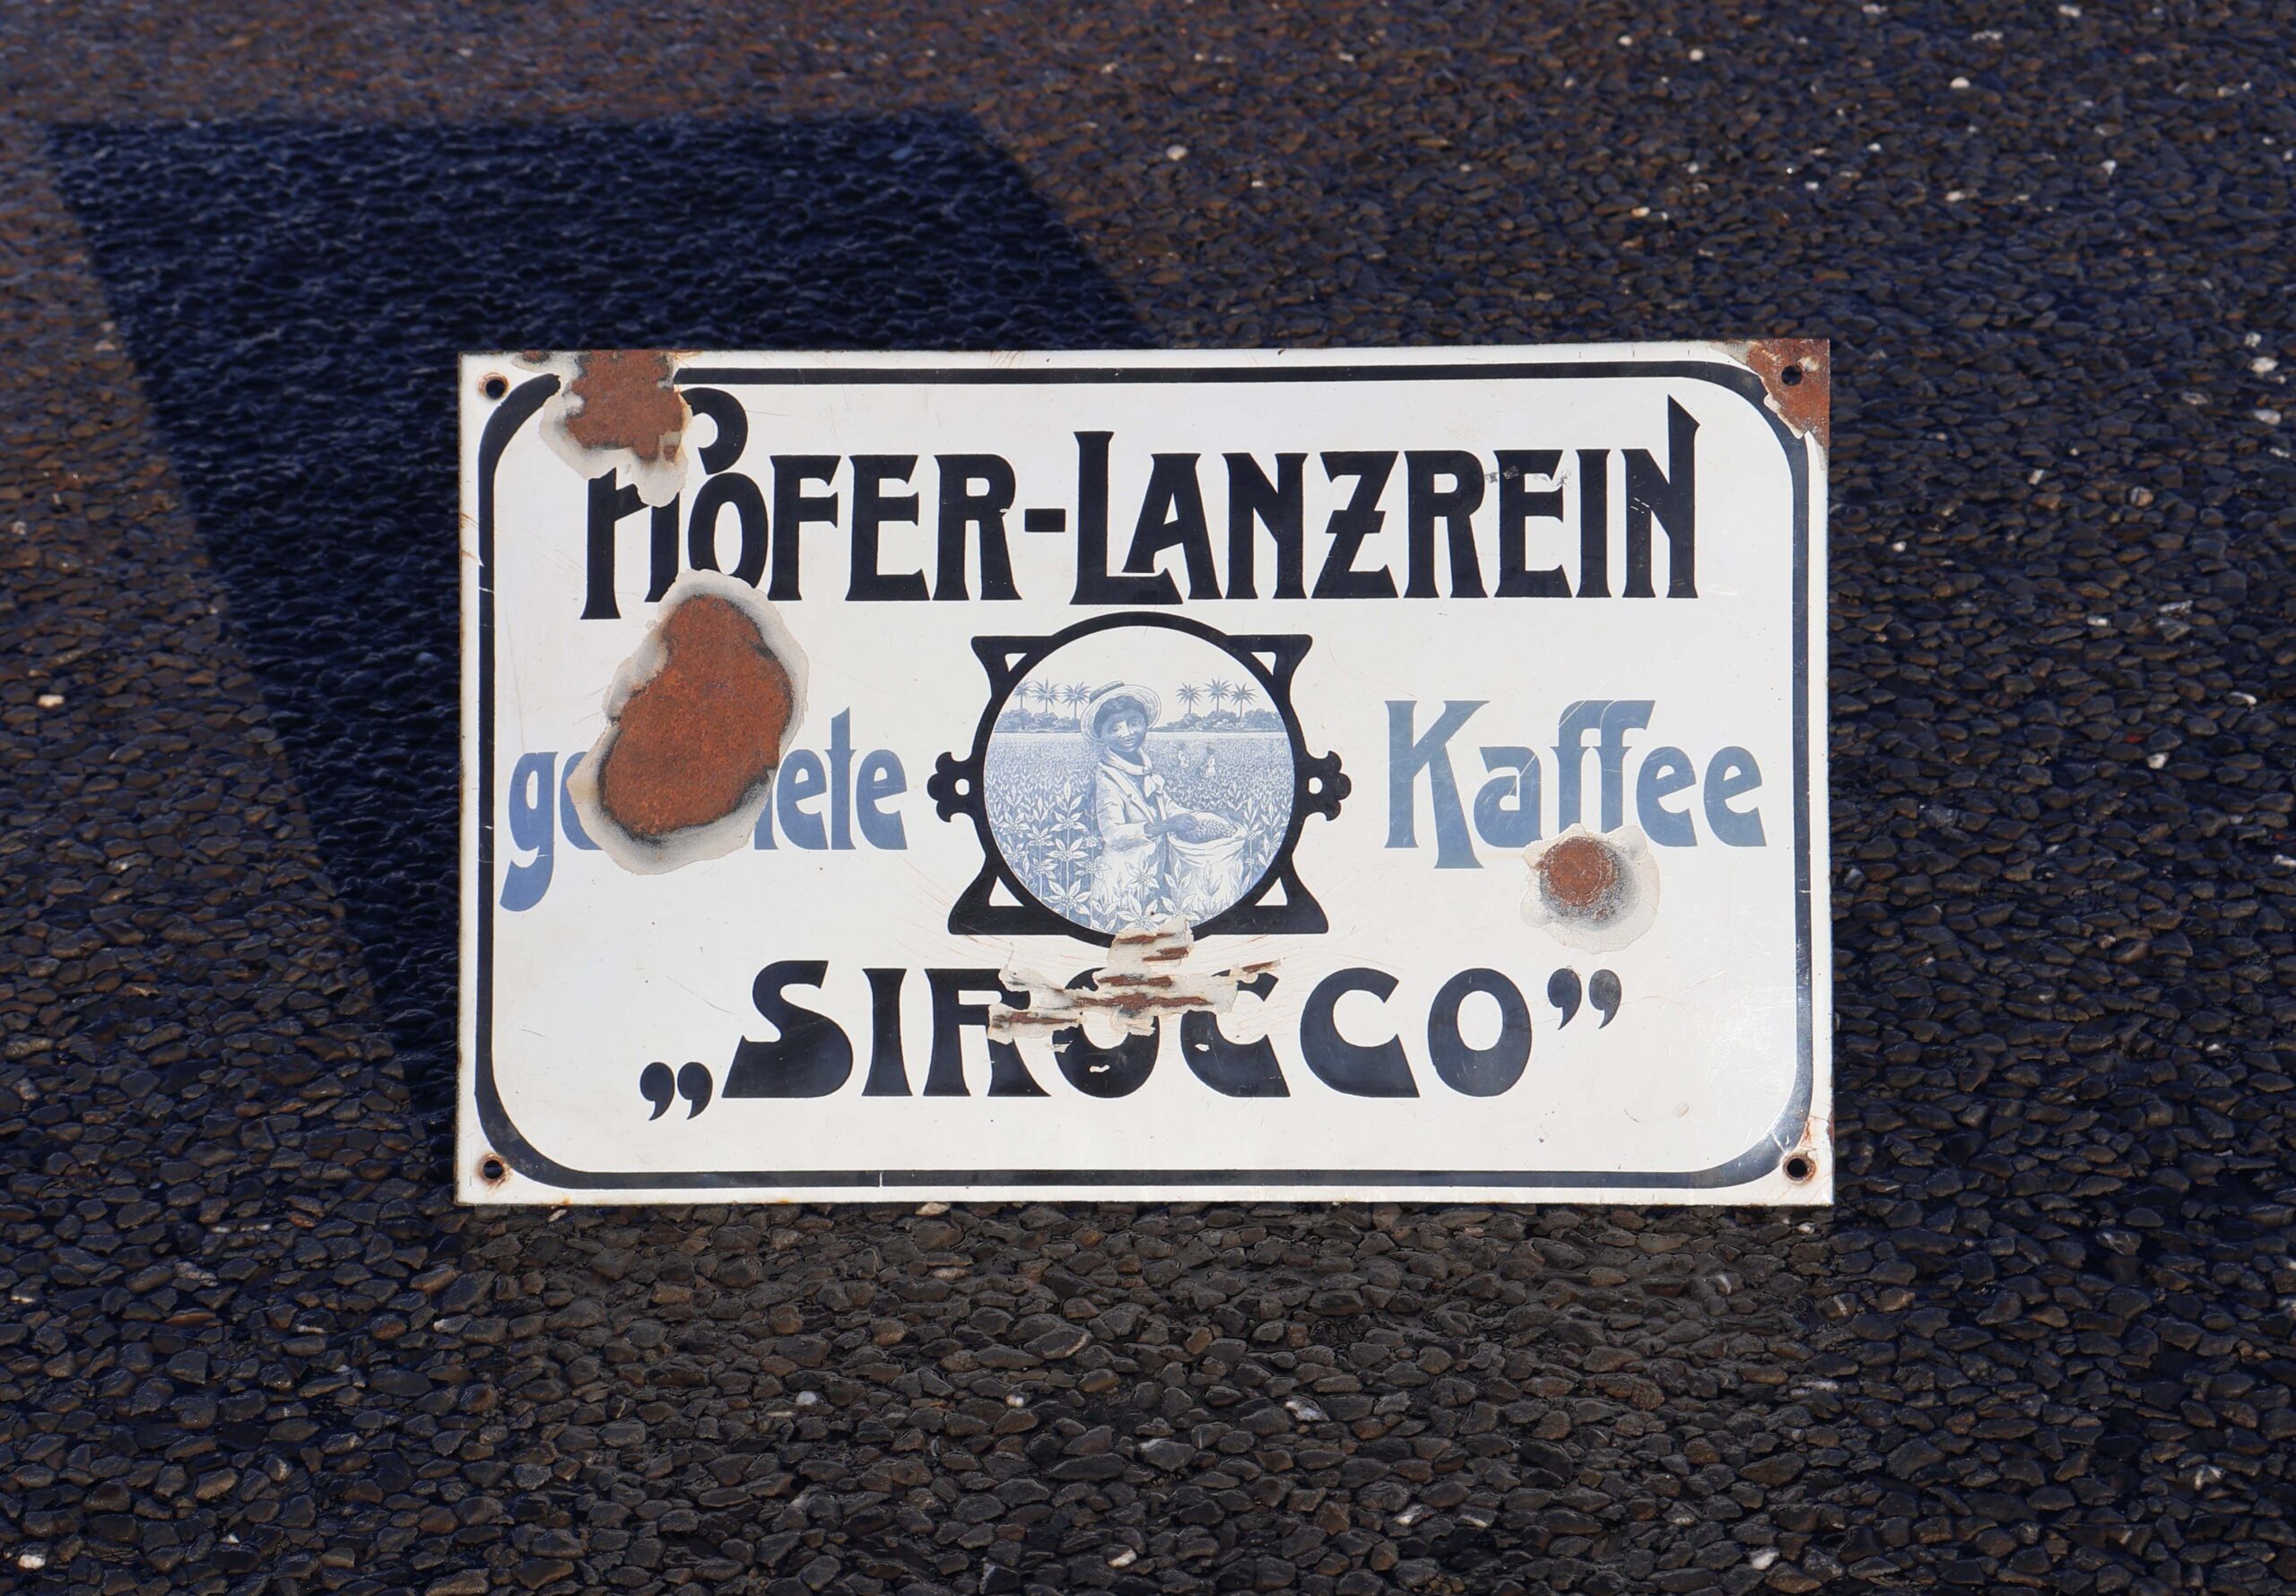 HOFER-LANZREIN
Kaffee
„SIROCCO”